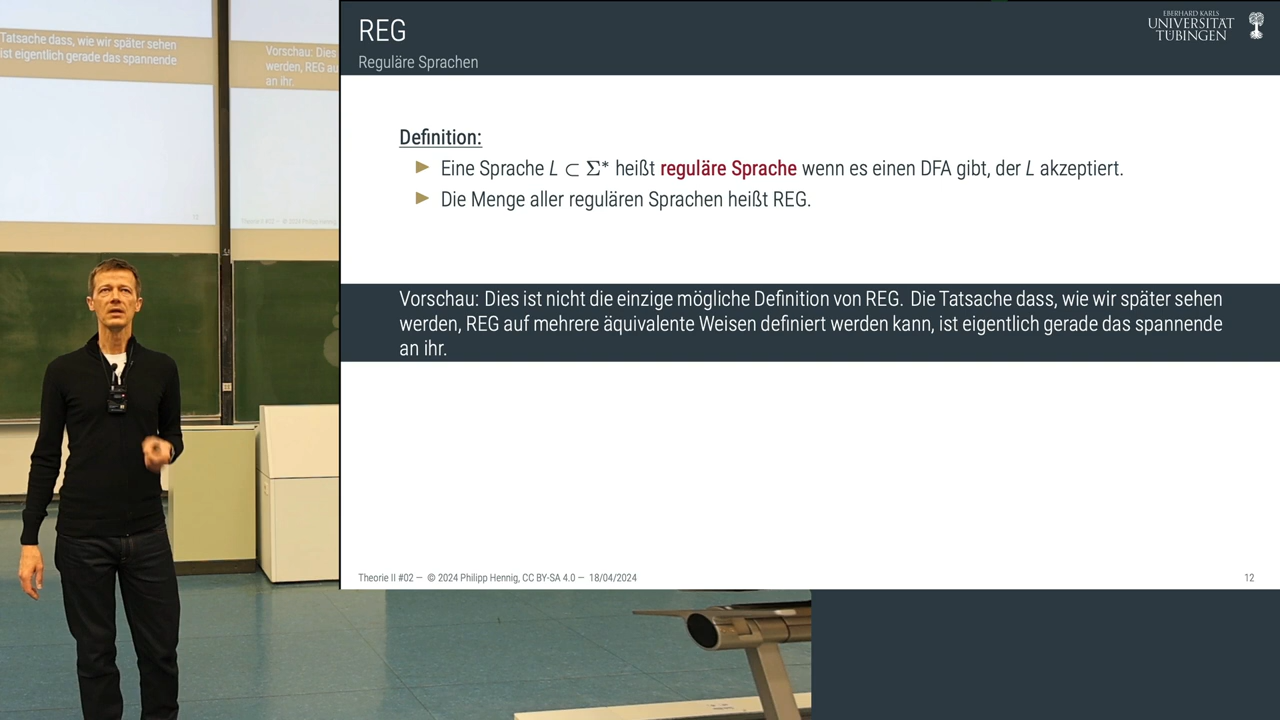 Tatsache dass, wie wir später sehen
ist eigentlich gerade das spannende
Vorschau: Dies
werden, REG au
an ihr.
REG
Reguläre Sprachen
EBERHARD KARLS
UNIVERSITÄT
TÜBINGEN
Definition:
Eine Sprache L ⊂ Σ* heißt reguläre Sprache wenn es einen DFA gibt, der L akzeptiert.
Die Menge aller regulären Sprachen heißt REG.
Vorschau: Dies ist nicht die einzige mögliche Definition von REG. Die Tatsache dass, wie wir später sehen
werden, REG auf mehrere äquivalente Weisen definiert werden kann, ist eigentlich gerade das spannende
an ihr.
Theorie II #02 — © 2024 Philipp Hennig, CC BY-SA 4.0 — 18/04/2024
12